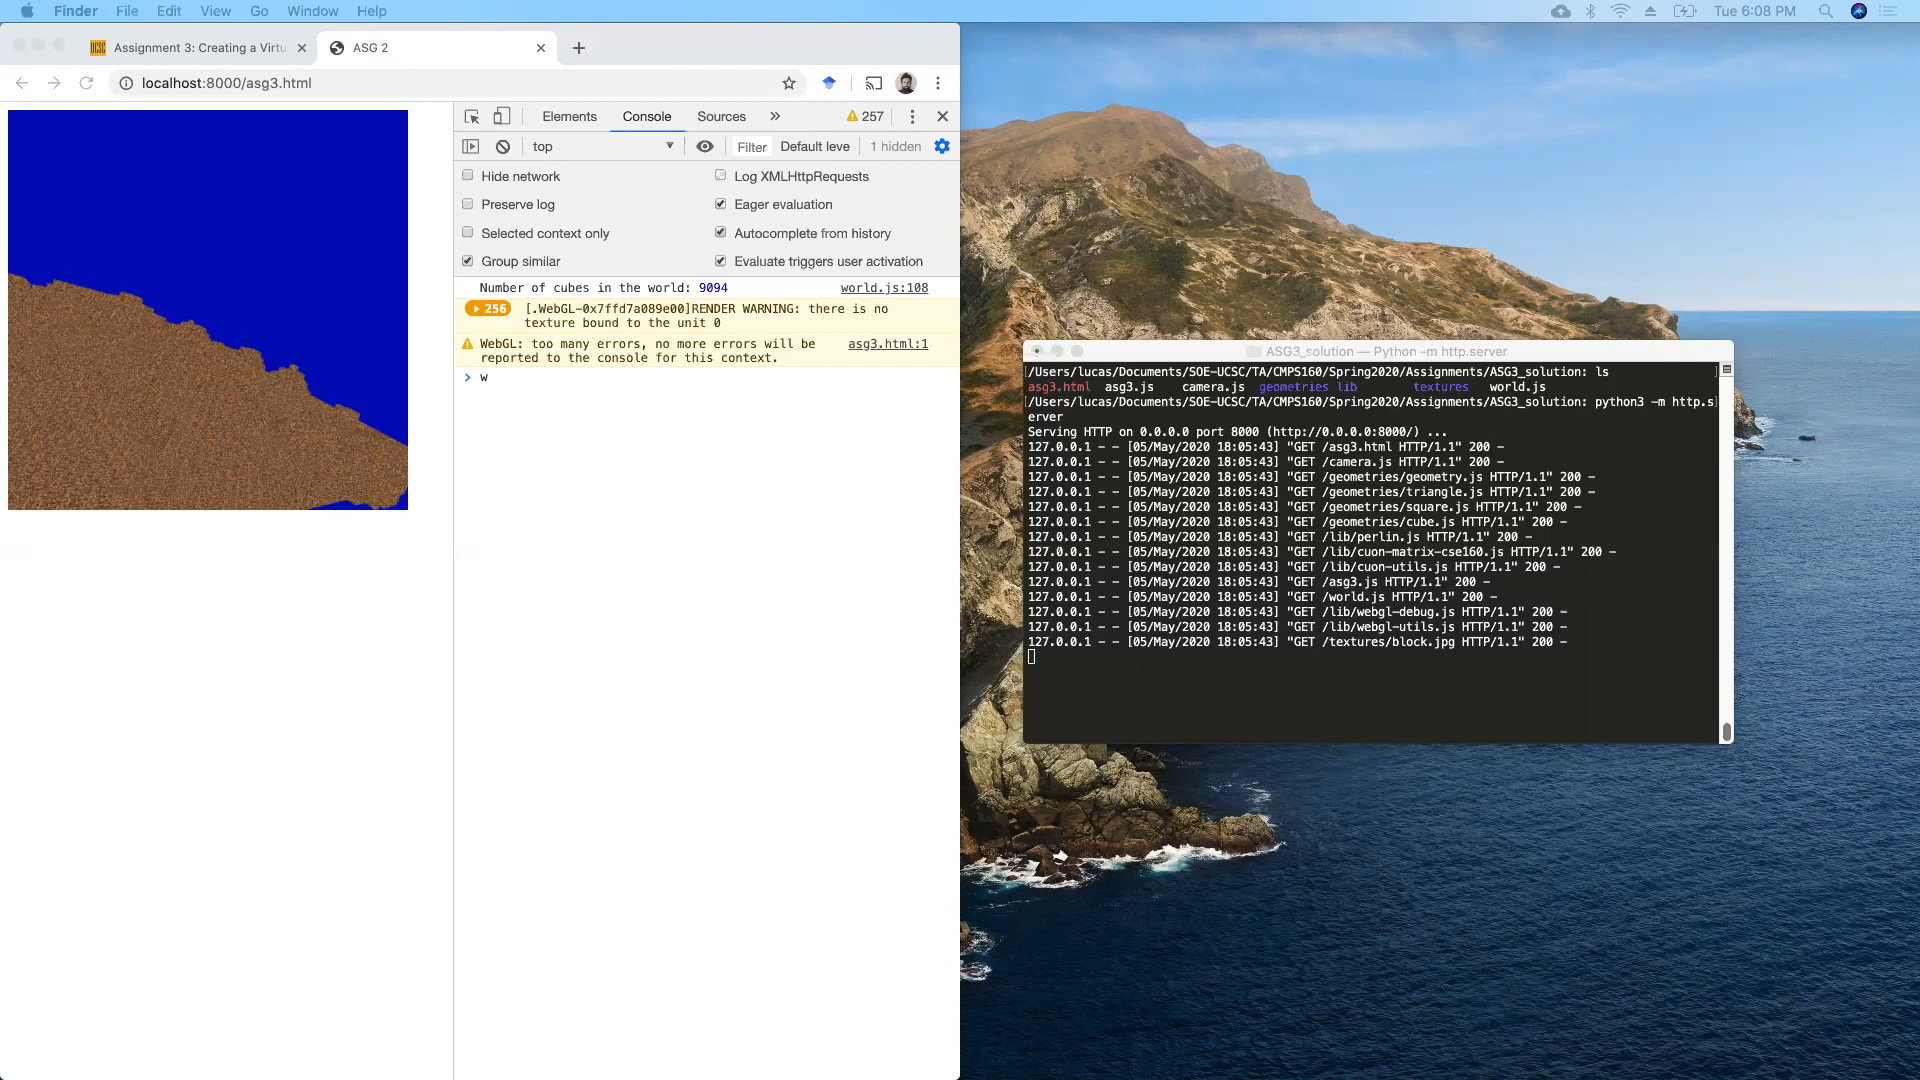 Finder File Edit View Go Window Help
Tue 6:08 PM
UCSC Assignment 3: Creating a Virtu
ASG 2
localhost:8000/asg3.html
Elements Console Sources
257
top
Filter
Default leve
1 hidden
Hide network
Log XMLHttpRequests
Preserve log
Eager evaluation
Selected context only
Autocomplete from history
Group similar
Evaluate triggers user activation
Number of cubes in the world: 9094 world.js:108
256 [.WebGL-0x7ffd7a089e00]RENDER WARNING: there is no
texture bound to the unit 0
WebGL: too many errors, no more errors will be asg3.html:1
reported to the console for this context.
> w
ASG3_solution — Python -m http.server
[/Users/lucas/Documents/SOE-UCSC/TA/CMPS160/Spring2020/Assignments/ASG3_solution: ls ]
asg3.html asg3.js camera.js geometries lib textures world.js
[/Users/lucas/Documents/SOE-UCSC/TA/CMPS160/Spring2020/Assignments/ASG3_solution: python3 -m http.s]
erver
Serving HTTP on 0.0.0.0 port 8000 (http://0.0.0.0:8000/) ...
127.0.0.1 - - [05/May/2020 18:05:43] "GET /asg3.html HTTP/1.1" 200 -
127.0.0.1 - - [05/May/2020 18:05:43] "GET /camera.js HTTP/1.1" 200 -
127.0.0.1 - - [05/May/2020 18:05:43] "GET /geometries/geometry.js HTTP/1.1" 200 -
127.0.0.1 - - [05/May/2020 18:05:43] "GET /geometries/triangle.js HTTP/1.1" 200 -
127.0.0.1 - - [05/May/2020 18:05:43] "GET /geometries/square.js HTTP/1.1" 200 -
127.0.0.1 - - [05/May/2020 18:05:43] "GET /geometries/cube.js HTTP/1.1" 200 -
127.0.0.1 - - [05/May/2020 18:05:43] "GET /lib/perlin.js HTTP/1.1" 200 -
127.0.0.1 - - [05/May/2020 18:05:43] "GET /lib/cuon-matrix-cse160.js HTTP/1.1" 200 -
127.0.0.1 - - [05/May/2020 18:05:43] "GET /lib/cuon-utils.js HTTP/1.1" 200 -
127.0.0.1 - - [05/May/2020 18:05:43] "GET /asg3.js HTTP/1.1" 200 -
127.0.0.1 - - [05/May/2020 18:05:43] "GET /world.js HTTP/1.1" 200 -
127.0.0.1 - - [05/May/2020 18:05:43] "GET /lib/webgl-debug.js HTTP/1.1" 200 -
127.0.0.1 - - [05/May/2020 18:05:43] "GET /lib/webgl-utils.js HTTP/1.1" 200 -
127.0.0.1 - - [05/May/2020 18:05:43] "GET /textures/block.jpg HTTP/1.1" 200 -